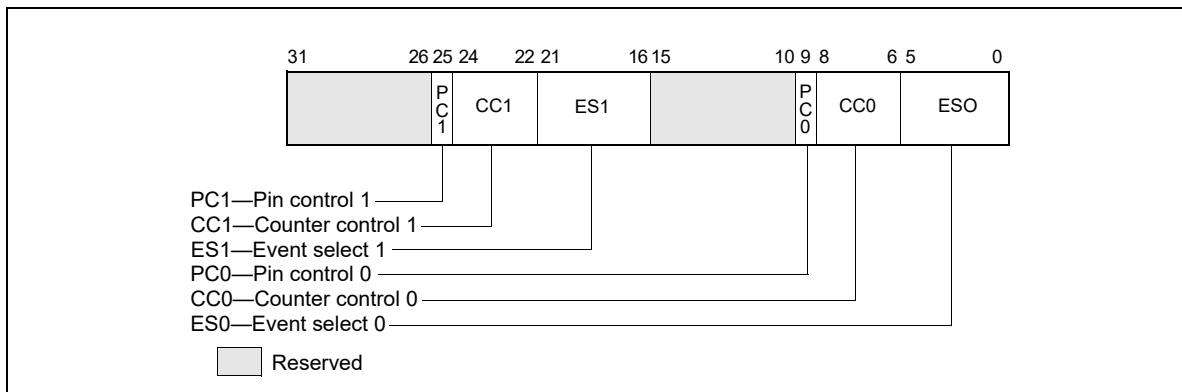 31 26 25 24 22 21 16 15 10 9 8 6 5 0
PC1 CC1 ES1 PC0 CC0 ESO
PC1—Pin control 1
CC1—Counter control 1
ES1—Event select 1
PC0—Pin control 0
CC0—Counter control 0
ES0—Event select 0
Reserved